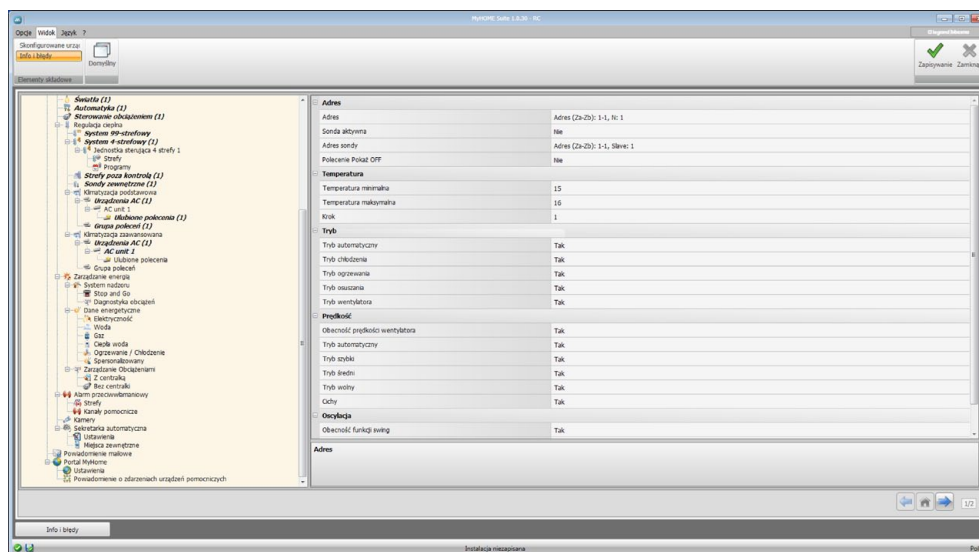 MyHOME Suite 1.0.30 - RC
Opcje Widok Język ?
Skonfigurowane urzą
Info i błędy
Domyślny
Elementy składowe
Zapisywanie Zamkną
Światła (1)
Automatyka (1)
Sterowanie obciążeniem (1)
Regulacja cieplna
System 99-strefowy
System 4-strefowy (1)
Jednostka sterująca 4 strefy 1
Strefy
Programy
Strefy poza kontrolą (1)
Sondy zewnętrzne (1)
Klimatyzacja podstawowa
Urządzenia AC (1)
AC unit 1
Ulubione polecenia (1)
Grupa poleceń (1)
Klimatyzacja zaawansowana
Urządzenia AC (1)
AC unit 1
Ulubione polecenia
Grupa poleceń
Zarządzanie energią
System nadzeru
Stop and Go
Diagnostyka obciążeń
Dane energetyczne
Elektryczność
Woda
Gaz
Ciepła woda
Ogrzewanie / Chłodzenie
Spersonalizowany
Zarządzanie Obciążeniami
Z centralką
Bez centralki
Alarm przeciwwłamaniowy
Strefy
Kanały pomocnicze
Kamery
Sekretarka automatyczna
Ustawienia
Miejsca zewnętrzne
Powiadomienie mailowe
Portal MyHome
Ustawienia
Powiadomienie o zdarzeniach urządzeń pomocniczych
Adres
Adres Adres (Za-Zb): 1-1, N: 1
Sonda aktywna Nie
Adres sondy Adres (Za-Zb): 1-1, Slave: 1
Polecenie Pokaż OFF Nie
Temperatura
Temperatura minimalna 15
Temperatura maksymalna 16
Krok 1
Tryb
Tryb automatyczny Tak
Tryb chłodzenia Tak
Tryb ogrzewania Tak
Tryb osuszania Tak
Tryb wentylatora Tak
Prędkość
Obecność prędkości wentylatora Tak
Tryb automatyczny Tak
Tryb szybki Tak
Tryb średni Tak
Tryb wolny Tak
Cichy Tak
Oscylacja
Obecność funkcji swing Tak
Adres
1/2
Info i błędy
Instalacja niezapisana